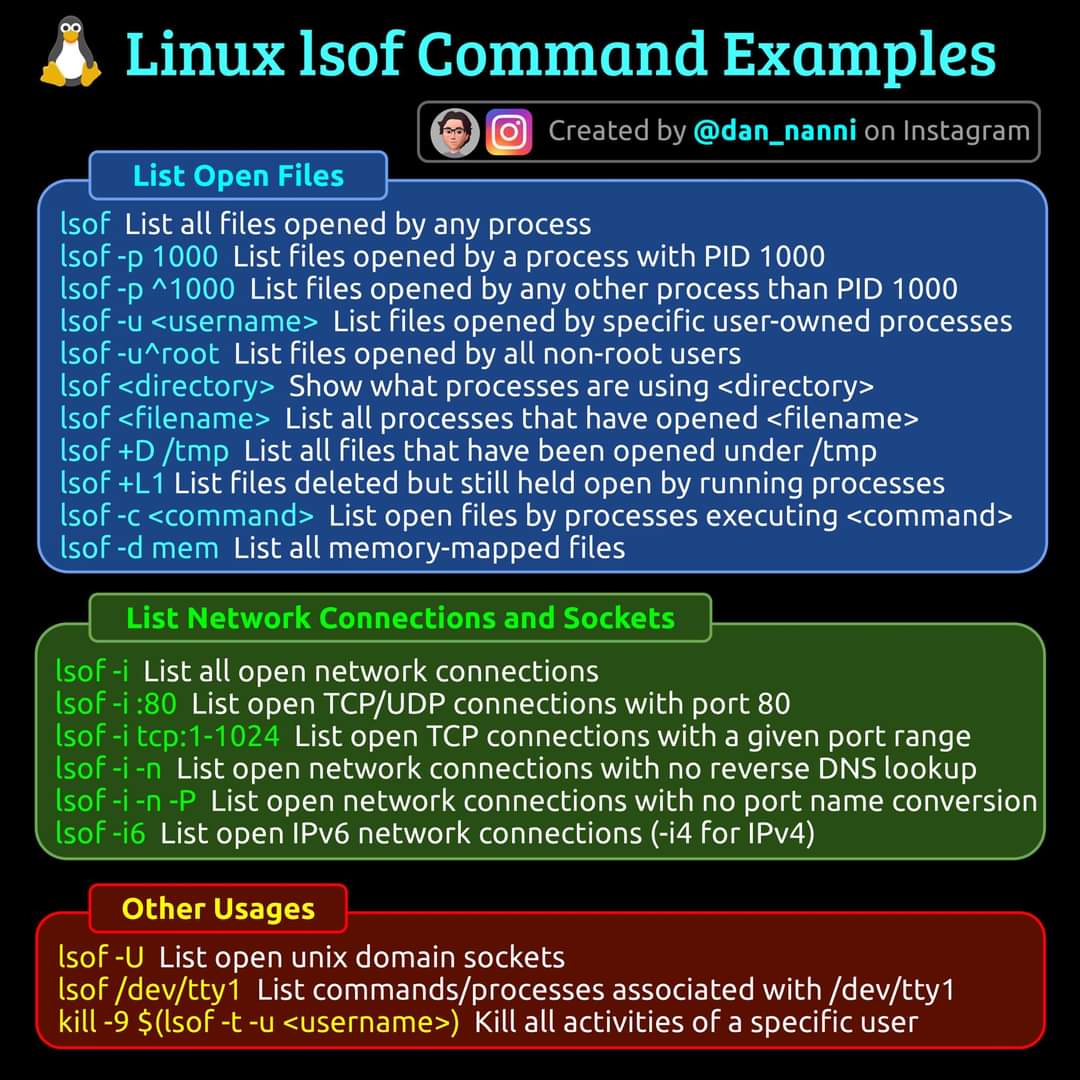 Linux lsof Command Examples
Created by @dan_nanni on Instagram
List Open Files
lsof List all files opened by any process
lsof -p 1000 List files opened by a process with PID 1000
lsof -p ^1000 List files opened by any other process than PID 1000
lsof -u <username> List files opened by specific user-owned processes
lsof -u^root List files opened by all non-root users
lsof <directory> Show what processes are using <directory>
lsof <filename> List all processes that have opened <filename>
lsof +D /tmp List all files that have been opened under /tmp
lsof +L1 List files deleted but still held open by running processes
lsof -c <command> List open files by processes executing <command>
lsof -d mem List all memory-mapped files
List Network Connections and Sockets
lsof -i List all open network connections
lsof -i :80 List open TCP/UDP connections with port 80
lsof -i tcp:1-1024 List open TCP connections with a given port range
lsof -i -n List open network connections with no reverse DNS lookup
lsof -i -n -P List open network connections with no port name conversion
lsof -i6 List open IPv6 network connections (-i4 for IPv4)
Other Usages
lsof -U List open unix domain sockets
lsof /dev/tty1 List commands/processes associated with /dev/tty1
kill -9 $(lsof -t -u <username>) Kill all activities of a specific user